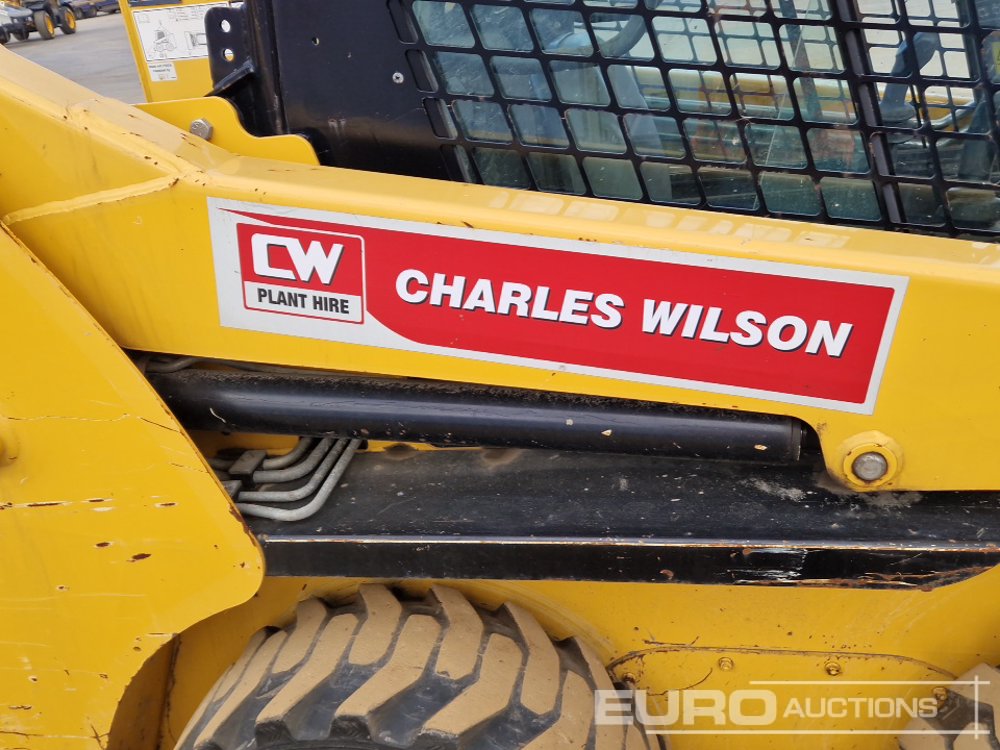 CW
PLANT HIRE
CHARLES WILSON
EURO AUCTIONS